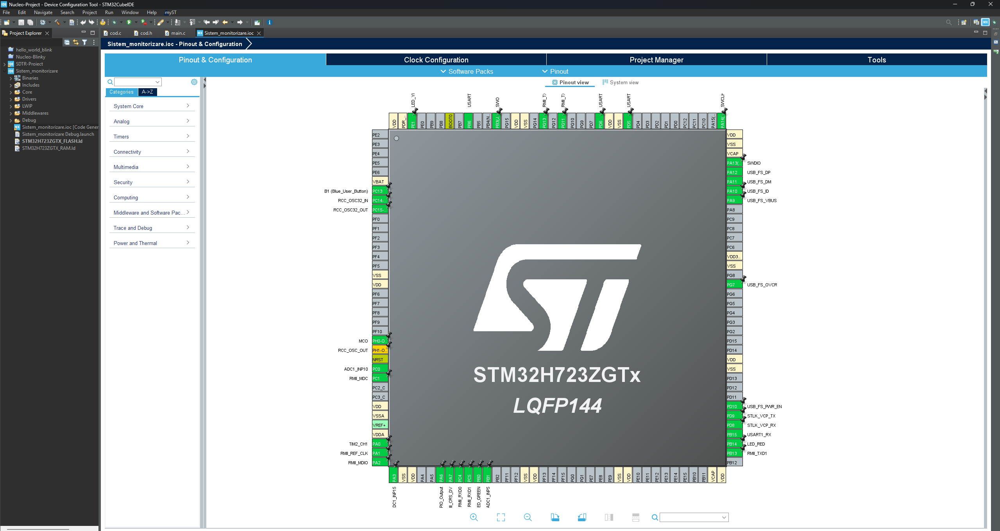 Nucleo-Project - Device Configuration Tool - STM32CubeIDE
File Edit Navigate Search Project Run Window Help myST
Project Explorer
cod.c cod.h main.c Sistem_monitorizare.ioc
Sistem_monitorizare.ioc - Pinout & Configuration
hello_world_blink
Nucleo-Blinky
SDTR-Proiect
Sistem_monitorizare
Binaries
Includes
Core
Drivers
LWIP
Middlewares
Debug
Sistem_monitorizare.ioc [Code Gener
Sistem_monitorizare Debug.launch
STM32H723ZGTX_FLASH.ld
STM32H723ZGTX_RAM.ld
Pinout & Configuration
Clock Configuration
Project Manager
Tools
Software Packs
Pinout
Pinout view
System view
Categories A->Z
System Core
Analog
Timers
Connectivity
Multimedia
Security
Computing
Middleware and Software Pac...
Trace and Debug
Power and Thermal
LED_YI
USART
SWO
RMII_T)
RMII_T)
USART
USART
SWCLK
VDD
PDR_..
PE1
PE0
PB9
PB8
BOOT0
PB7
PB6
PB5
PB4(N..
PB3(J..
PG15
VDD
VSS
PG14
PG13
PG12
PG11
PG10
PG9
PD7
PD6
VDD
VSS
PD5
PD4
PD3
PD2
PD1
PD0
PC12
PC11
PC10
PA15(..
PA14(..
PE2
PE3
PE4
PE5
PE6
VBAT
B1 (Blue_User_Button) PC13
RCC_OSC32_IN PC14-..
RCC_OSC32_OUT PC15-..
PF0
PF1
PF2
PF3
PF4
PF5
VSS
VDD
PF6
PF7
PF8
PF9
PF10
MCO PH0-O..
RCC_OSC_OUT PH1-O..
NRST
ADC1_INP10 PC0
RMII_MDC PC1
PC2_C
PC3_C
VDD
VSSA
VREF+
VDDA
TIM2_CH1 PA0
RMII_REF_CLK PA1
RMII_MDIO PA2
STM32H723ZGTx
LQFP144
VDD
VSS
VCAP
PA13(.. SWDIO
PA12 USB_FS_DP
PA11 USB_FS_DM
PA10 USB_FS_ID
PA9 USB_FS_VBUS
PA8
PC9
PC8
PC7
PC6
VDD3..
VSS
PG8
PG7 USB_FS_OVCR
PG6
PG5
PG4
PG3
PG2
PD15
PD14
VDD
VSS
PD13
PD12
PD11
PD10 USB_FS_PWR_EN
PD9 STLK_VCP_TX
PD8 STLK_VCP_RX
PB15 USART1_RX
PB14 LED_RED
PB13 RMII_TXD1
PB12
PA3
VSS
VDD
PA4
PA5
PA6
PA7
PC4
PC5
PB0
PB1
PB2
PF11
PF12
VSS
VDD
PF13
PF14
PF15
PG0
PG1
PE7
PE8
PE9
VSS
VDD
PE10
PE11
PE12
PE13
PE14
PE15
PB10
PB11
VCAP
VDD
DC1_INP15
PIO_Output
III_CRS_DV
RMII_RXD0
RMII_RXD1
ED_GREEN
ADC1_INP5